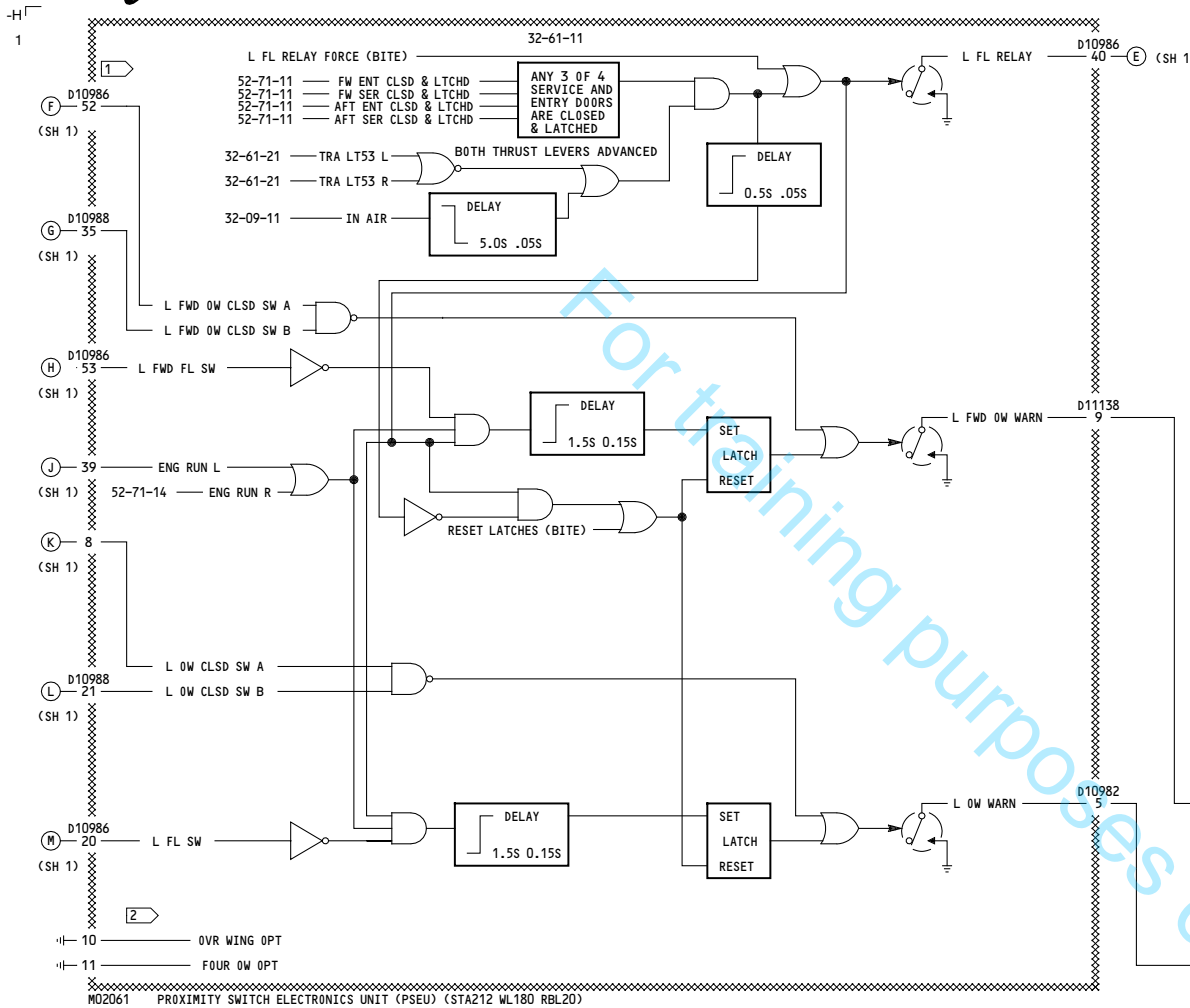 -H
1
32-61-11
L FL RELAY FORCE (BITE)
L FL RELAY
D10986
40
E
(SH 1
1
52-71-11 FW ENT CLSD & LTCHD
52-71-11 FW SER CLSD & LTCHD
52-71-11 AFT ENT CLSD & LTCHD
52-71-11 AFT SER CLSD & LTCHD
ANY 3 OF 4
SERVICE AND
ENTRY DOORS
ARE CLOSED
& LATCHED
D10986
F
52
(SH 1)
BOTH THRUST LEVERS ADVANCED
32-61-21 TRA LT53 L
32-61-21 TRA LT53 R
DELAY
0.5S .05S
32-09-11 IN AIR
DELAY
5.0S .05S
D10988
G
35
(SH 1)
L FWD OW CLSD SW A
L FWD OW CLSD SW B
D10986
H
53
L FWD FL SW
(SH 1)
DELAY
1.5S 0.15S
SET
LATCH
RESET
L FWD OW WARN
D11138
9
J
39
ENG RUN L
(SH 1)
52-71-14 ENG RUN R
RESET LATCHES (BITE)
K
8
(SH 1)
L OW CLSD SW A
D10988
L
21
L OW CLSD SW B
(SH 1)
D10986
M
20
L FL SW
(SH 1)
DELAY
1.5S 0.15S
SET
LATCH
RESET
L OW WARN
D10982
5
2
10
OVR WING OPT
11
FOUR OW OPT
M02061 PROXIMITY SWITCH ELECTRONICS UNIT (PSEU) (STA212 WL180 RBL20)
For training purposes